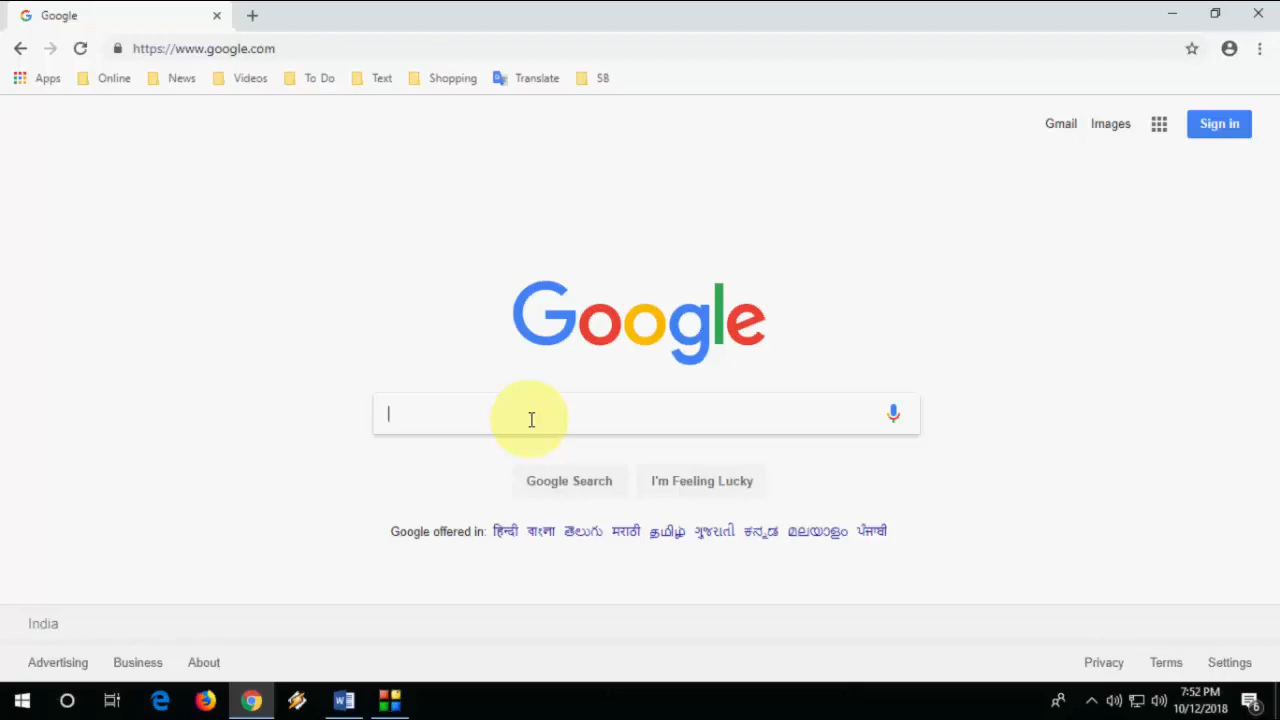 Google
https://www.google.com
Apps Online News Videos To Do Text Shopping Translate SB
Gmail Images Sign in
Google
Google Search I'm Feeling Lucky
Google offered in: हिन्दी বাংলা తెలుగు मराठी தமிழ் ગુજરાતી ಕನ್ನಡ മലയാളം ਪੰਜਾਬੀ
India
Advertising Business About Privacy Terms Settings
7:52 PM
10/12/2018
6